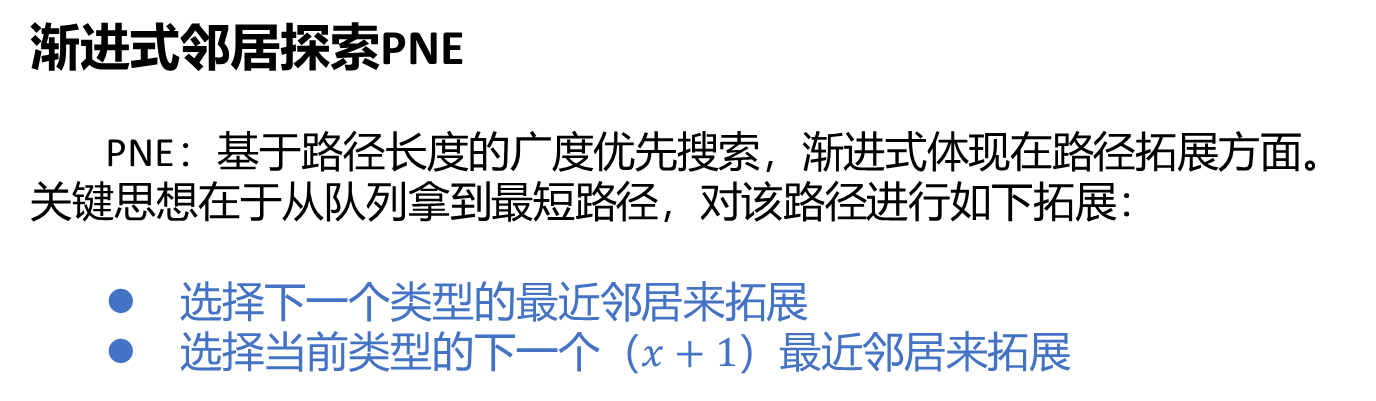 渐进式邻居探索PNE
PNE：基于路径长度的广度优先搜索，渐进式体现在路径拓展方面。
关键思想在于从队列拿到最短路径，对该路径进行如下拓展：
● 选择下一个类型的最近邻居来拓展
● 选择当前类型的下一个（x + 1）最近邻居来拓展